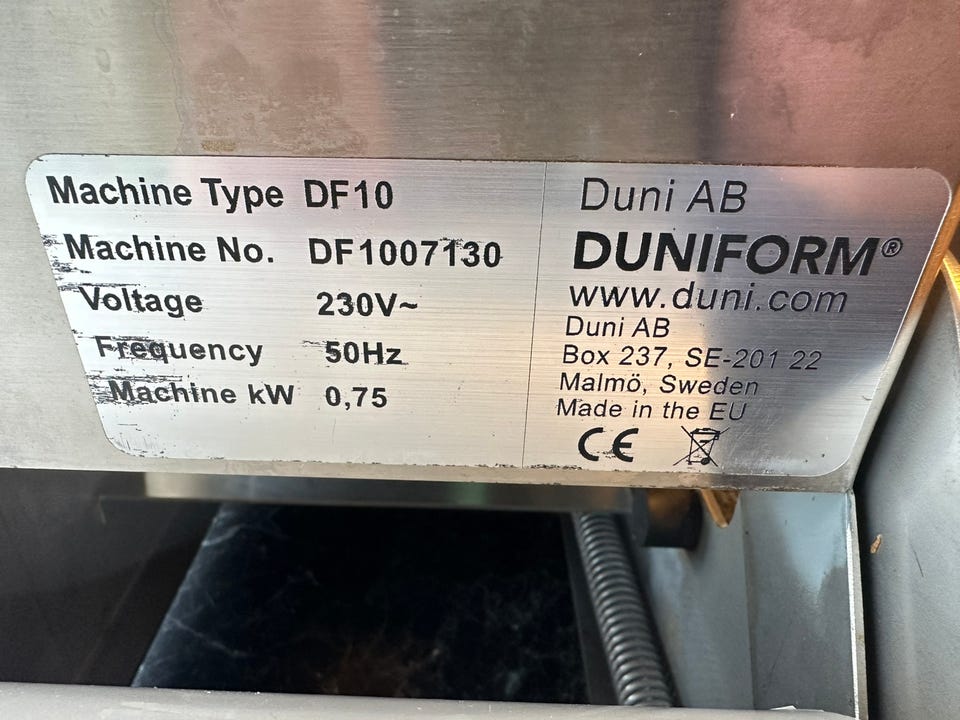 Machine Type DF10
Machine No. DF1007130
Voltage 230V~
Frequency 50Hz
Machine kW 0,75
Duni AB
DUNIFORM®
www.duni.com
Duni AB
Box 237, SE-201 22
Malmö, Sweden
Made in the EU
CE